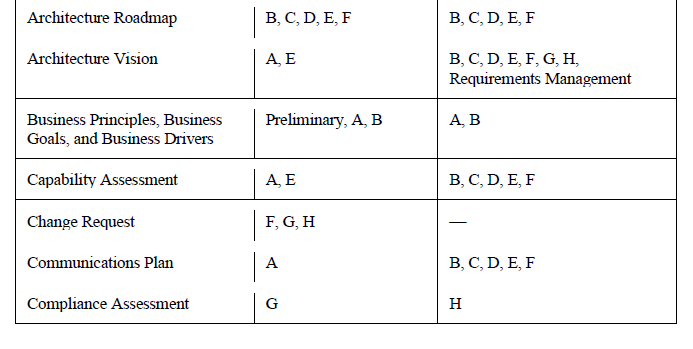 Architecture Roadmap B, C, D, E, F B, C, D, E, F
Architecture Vision A, E B, C, D, E, F, G, H,
Requirements Management
Business Principles, Business Preliminary, A, B A, B
Goals, and Business Drivers
Capability Assessment A, E B, C, D, E, F
Change Request F, G, H —
Communications Plan A B, C, D, E, F
Compliance Assessment G H